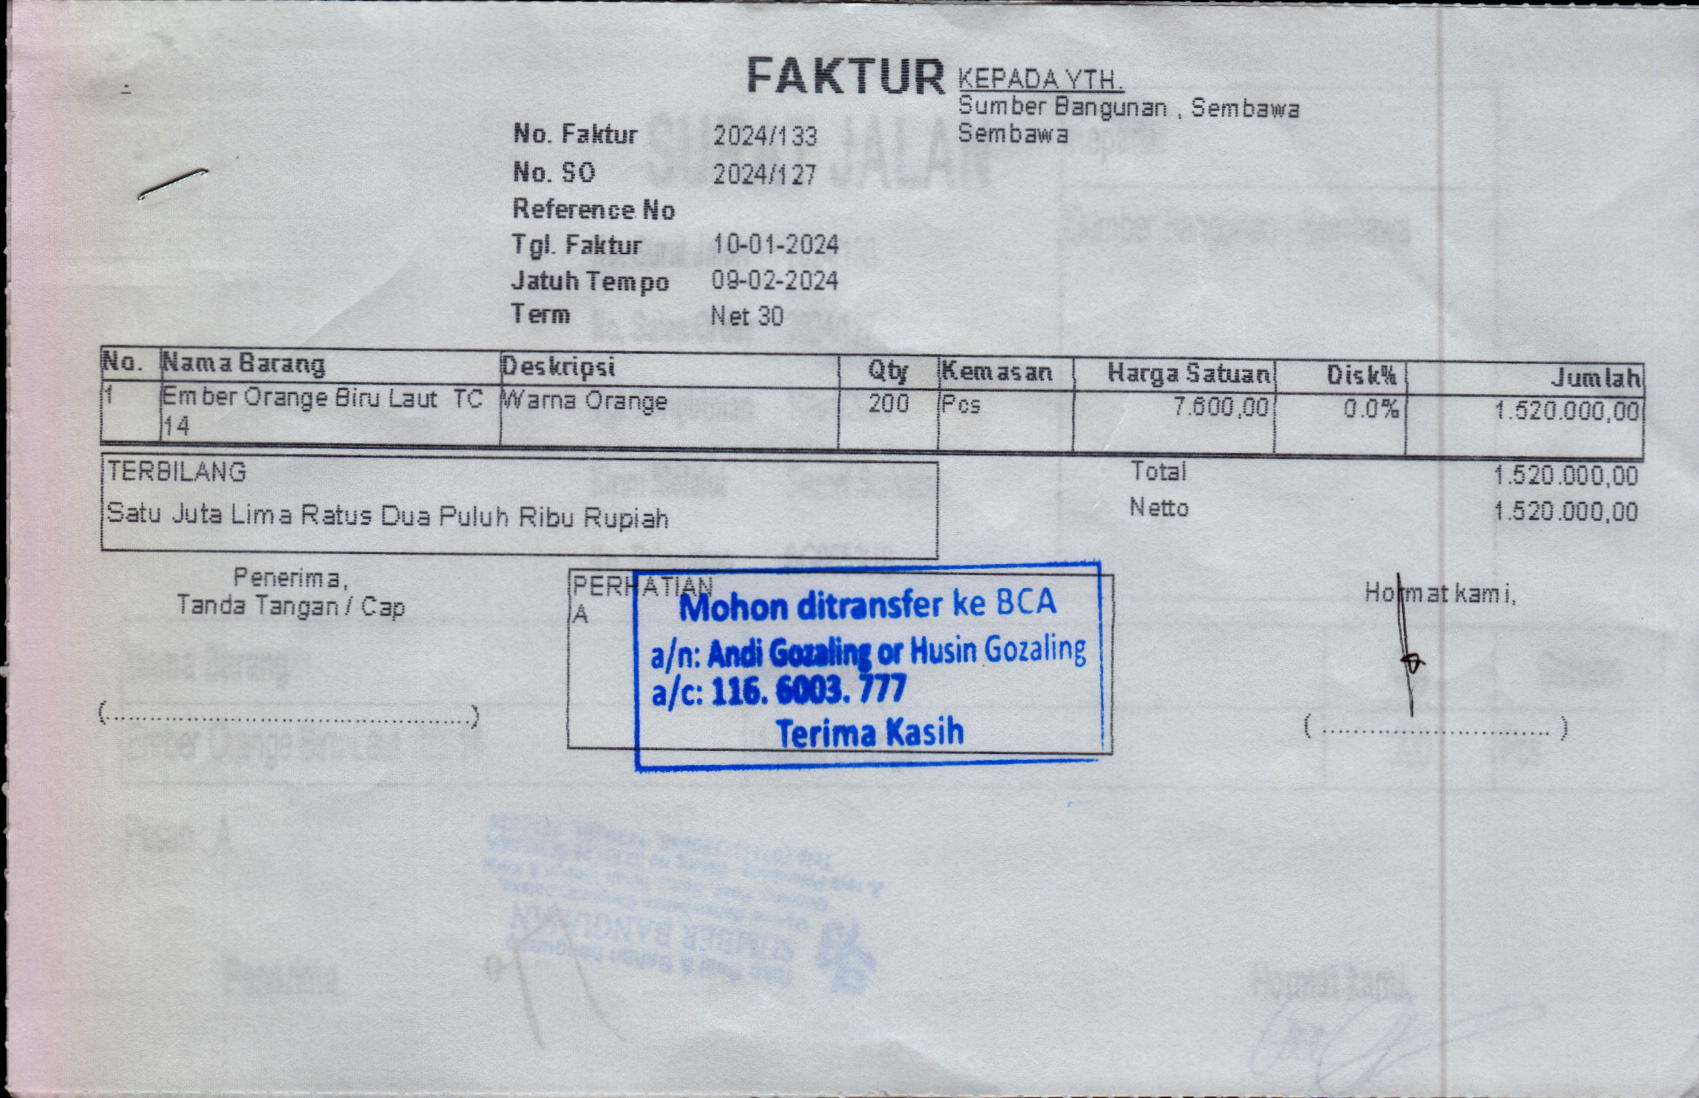 FAKTUR
KEPADA YTH.
Sumber Bangunan , Sembawa
Sembawa
No. Faktur 2024/133
No. SO 2024/127
Reference No
Tgl. Faktur 10-01-2024
Jatuh Tempo 09-02-2024
Term Net 30
No. Nama Barang Deskripsi Qty Kemasan Harga Satuan Disk% Jumlah
1 Ember Orange Biru Laut TC Warna Orange 200 Pcs 7.600,00 0.0% 1.520.000,00
14
TERBILANG
Satu Juta Lima Ratus Dua Puluh Ribu Rupiah
Total 1.520.000,00
Netto 1.520.000,00
Penerima,
Tanda Tangan / Cap
(..............................................)
PERHATIAN
A
Mohon ditransfer ke BCA
a/n: Andi Gozaling or Husin Gozaling
a/c: 116. 6003. 777
Terima Kasih
Hormat kami,
( ............................. )